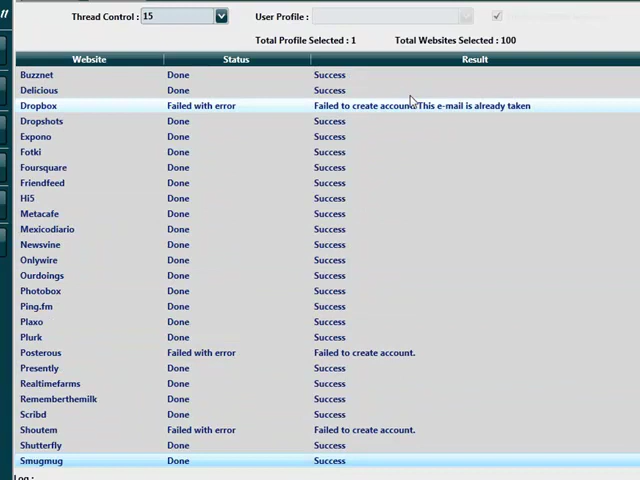 Thread Control : 15 User Profile :
Total Profile Selected : 1 Total Websites Selected : 100
Website Status Result
Buzznet Done Success
Delicious Done Success
Dropbox Failed with error Failed to create account. This e-mail is already taken
Dropshots Done Success
Expono Done Success
Fotki Done Success
Foursquare Done Success
Friendfeed Done Success
Hi5 Done Success
Metacafe Done Success
Mexicodiario Done Success
Newsvine Done Success
Onlywire Done Success
Ourdoings Done Success
Photobox Done Success
Ping.fm Done Success
Plaxo Done Success
Plurk Done Success
Posterous Failed with error Failed to create account.
Presently Done Success
Realtimefarms Done Success
Rememberthemilk Done Success
Scribd Done Success
Shoutem Failed with error Failed to create account.
Shutterfly Done Success
Smugmug Done Success
Log :